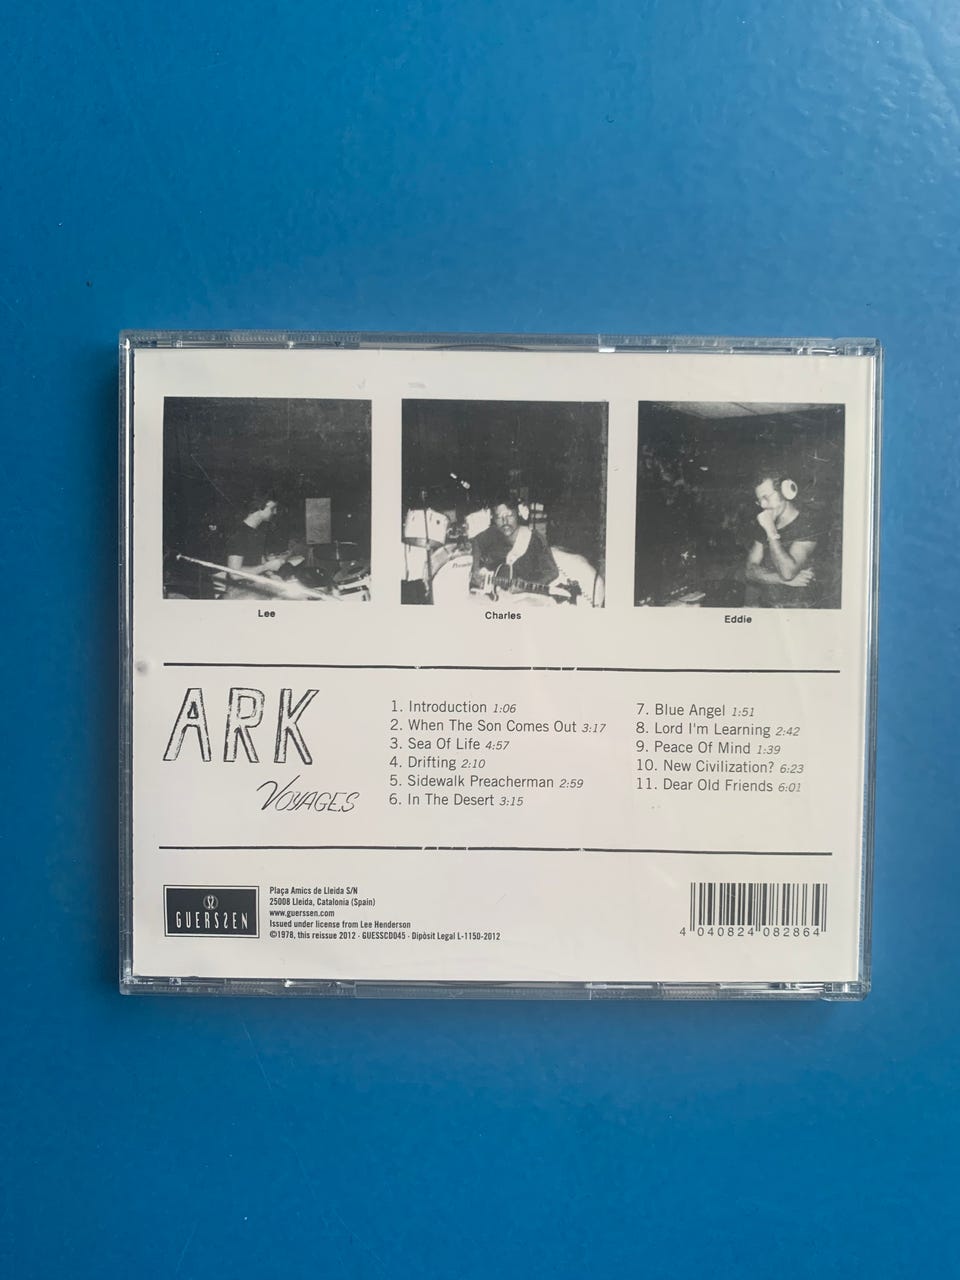 Lee
Charles
Eddie
ARK
VOYAGES
1. Introduction 1:06
2. When The Son Comes Out 3:17
3. Sea Of Life 4:57
4. Drifting 2:10
5. Sidewalk Preacherman 2:59
6. In The Desert 3:15
7. Blue Angel 1:51
8. Lord I'm Learning 2:42
9. Peace Of Mind 1:39
10. New Civilization? 6:23
11. Dear Old Friends 6:01
GUERSSEN
Plaça Amics de Lleida S/N
25008 Lleida, Catalonia (Spain)
www.guerssen.com
Issued under license from Lee Henderson
©1978, this reissue 2012 · GUESSCD045 · Dipòsit Legal L-1150-2012
4 040824 082864